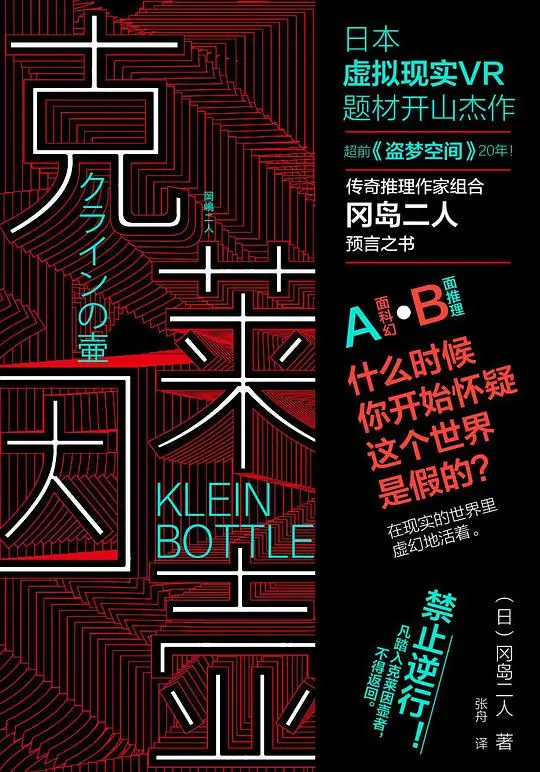 克莱因壶
クラインの壷
岡嶋二人
KLEIN
BOTTLE
日本
虚拟现实VR
题材开山杰作
超前《盗梦空间》20年！
传奇推理作家组合
冈岛二人
预言之书
A面科幻·B面推理
什么时候
你开始怀疑
这个世界
是假的？
在现实的世界里
虚幻地活着。
禁止逆行！
凡踏入克莱因壶者，
不得返回。
（日）冈岛二人 著
张舟 译